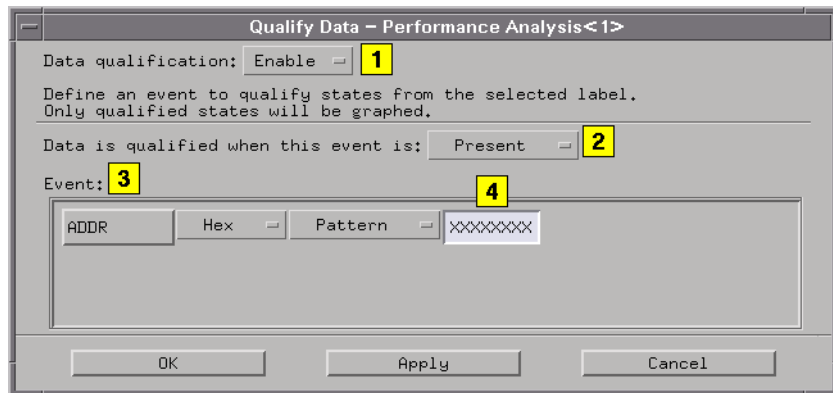 Qualify Data – Performance Analysis<1>
Data qualification: Enable 1
Define an event to qualify states from the selected label.
Only qualified states will be graphed.
Data is qualified when this event is: Present 2
Event: 3
4
ADDR Hex Pattern XXXXXXXX
OK Apply Cancel